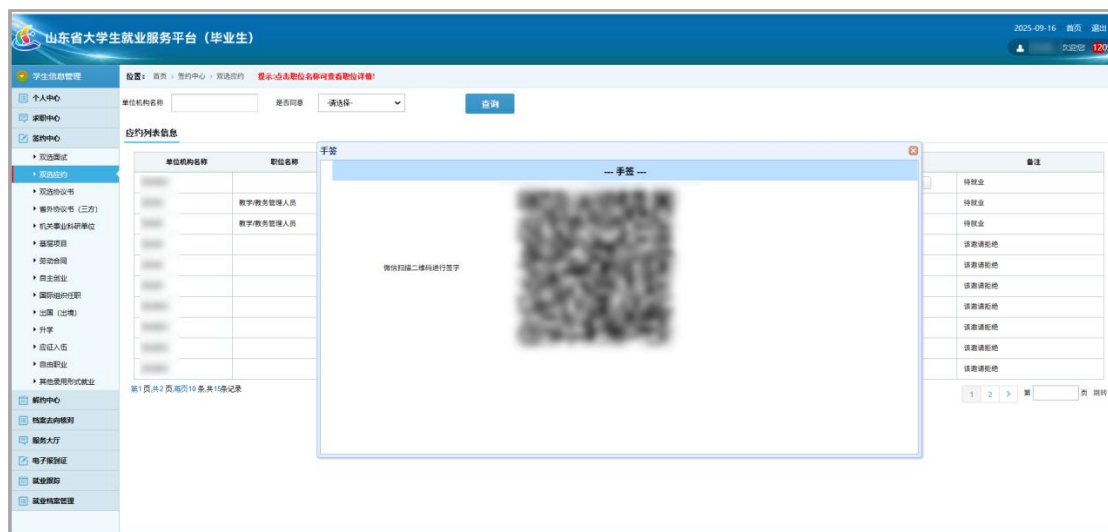 山东省大学生就业服务平台（毕业生）
2025-09-16 首页 退出
欢迎您 120
学生信息管理
位置： 首页 > 签约中心 > 双选应约 提示:点击职位名称可查看职位详情!
个人中心
求职中心
签约中心
双选面试
双选应约
双选协议书
省外协议书（三方）
机关事业科研单位
基层项目
劳动合同
自主创业
国际组织任职
出国（出境）
升学
应征入伍
自由职业
其他录用形式就业
解约中心
档案去向核对
服务大厅
电子报到证
就业跟踪
就业档案管理
单位机构名称 是否同意 -请选择- 查询
应约列表信息
单位机构名称 职位名称 备注
待就业
教学/教务管理人员 待就业
教学/教务管理人员 待就业
该邀请拒绝
该邀请拒绝
该邀请拒绝
该邀请拒绝
该邀请拒绝
该邀请拒绝
该邀请拒绝
第1页,共2页,每页10条,共15条记录
1 2 > 第 页 跳转
手签
--- 手签 ---
微信扫描二维码进行签字